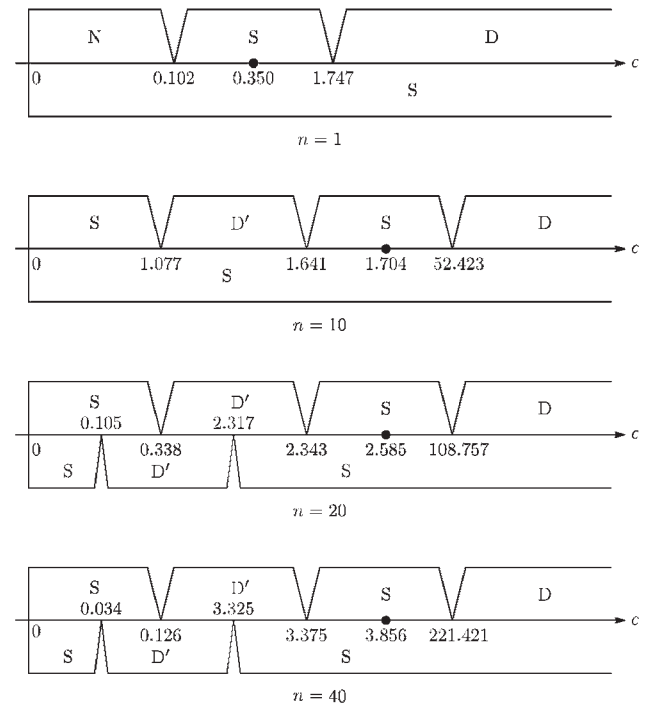 N S D
c
0 0.102 0.350 1.747
S
n = 1
S D′ S D
c
0 1.077 1.641 1.704 52.423
S
n = 10
S D′ S D
0.105 2.317
c
0 0.338 2.343 2.585 108.757
S D′ S
n = 20
S D′ S D
0.034 3.325
c
0 0.126 3.375 3.856 221.421
S D′ S
n = 40